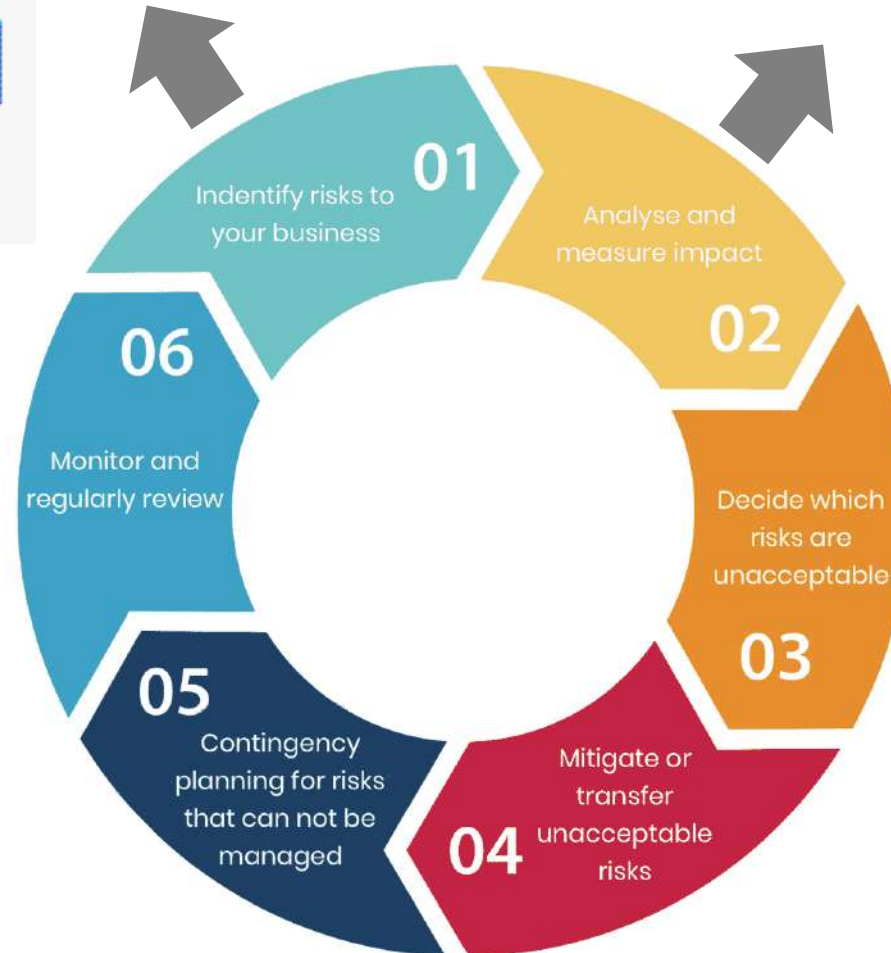 01
Indentify risks to
your business
Analyse and
measure impact
02
Decide which
risks are
unacceptable
03
Mitigate or
transfer
unacceptable
risks
04
05
Contingency
planning for risks
that can not be
managed
06
Monitor and
regularly review